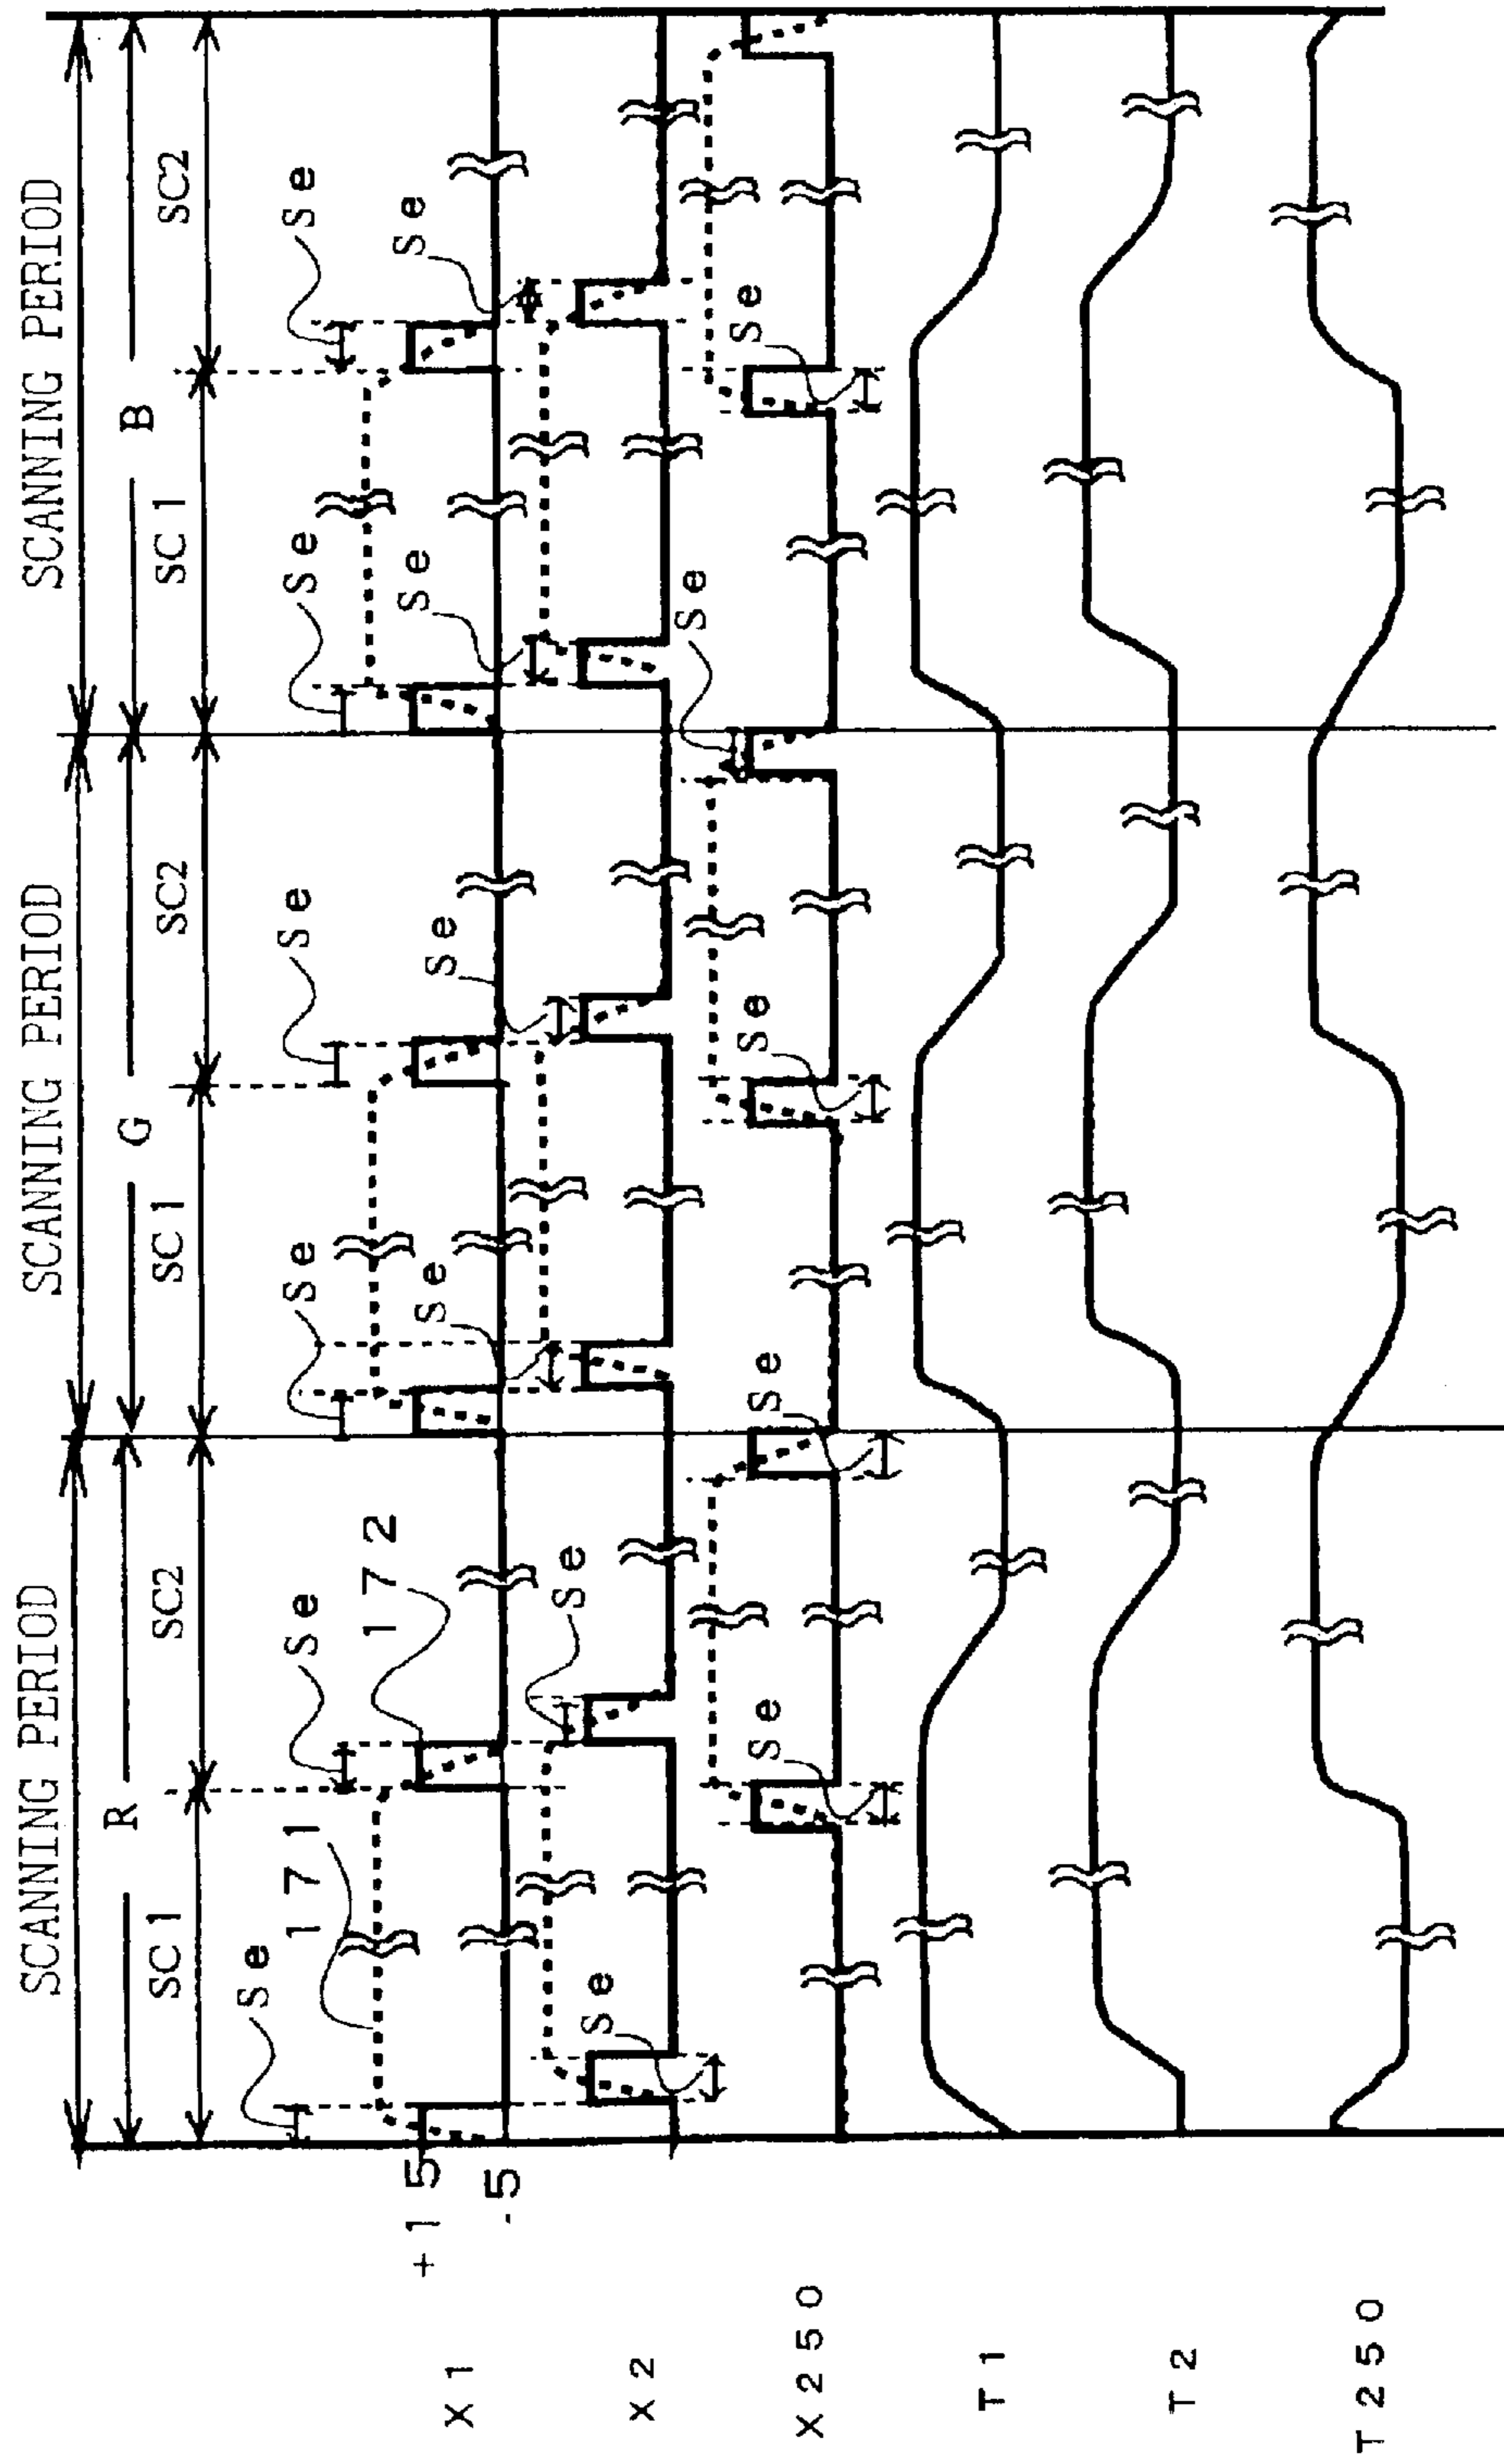 SCANNING PERIOD
SCANNING PERIOD
SCANNING PERIOD
R
G
B
SC1
SC2
SC1
SC2
SC1
SC2
Se
Se
Se
Se
Se
Se
171
172
+15
-5
X1
Se
Se
Se
Se
Se
Se
X2
Se
Se
Se
Se
Se
X250
T1
T2
T250